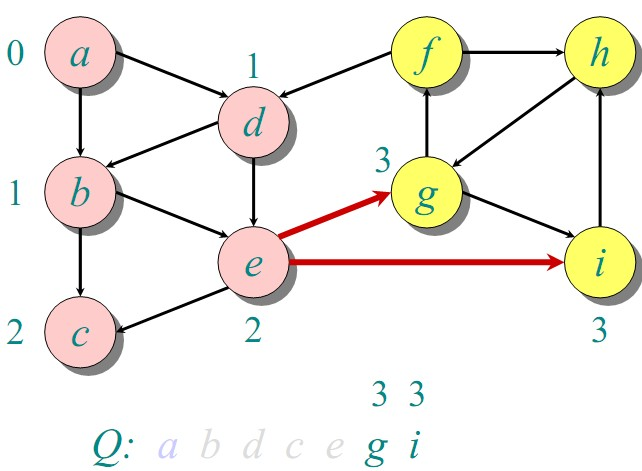 0 a f h
1
d
3
1 b g
e i
2 c 2 3
3 3
Q: a b d c e g i